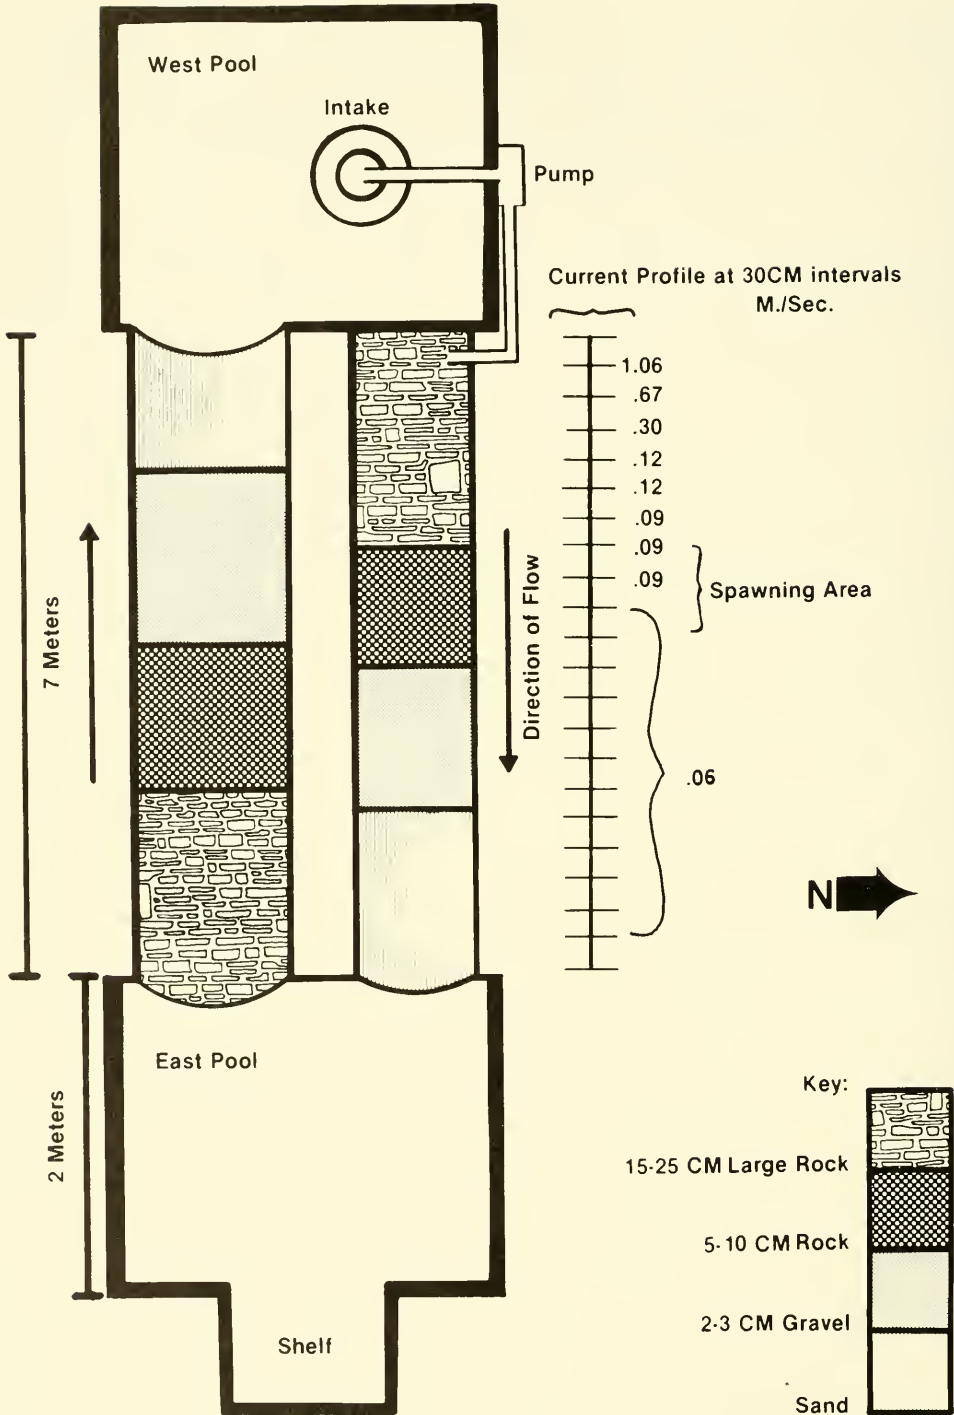 West Pool
Intake
Pump
Current Profile at 30CM intervals
M./Sec.
1.06
.67
.30
.12
.12
.09
.09
.09
Spawning Area
Direction of Flow
7 Meters
.06
N
East Pool
2 Meters
Shelf
Key:
15-25 CM Large Rock
5-10 CM Rock
2-3 CM Gravel
Sand